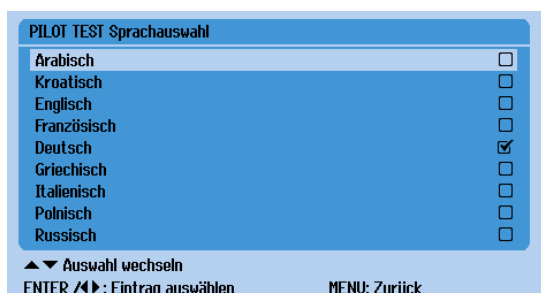 PILOT TEST Sprachauswahl
Arabisch
Kroatisch
Englisch
Französisch
Deutsch
Griechisch
Italienisch
Polnisch
Russisch
▲▼ Auswahl wechseln
ENTER /◀▶: Eintrag auswählen MENU: Zurück